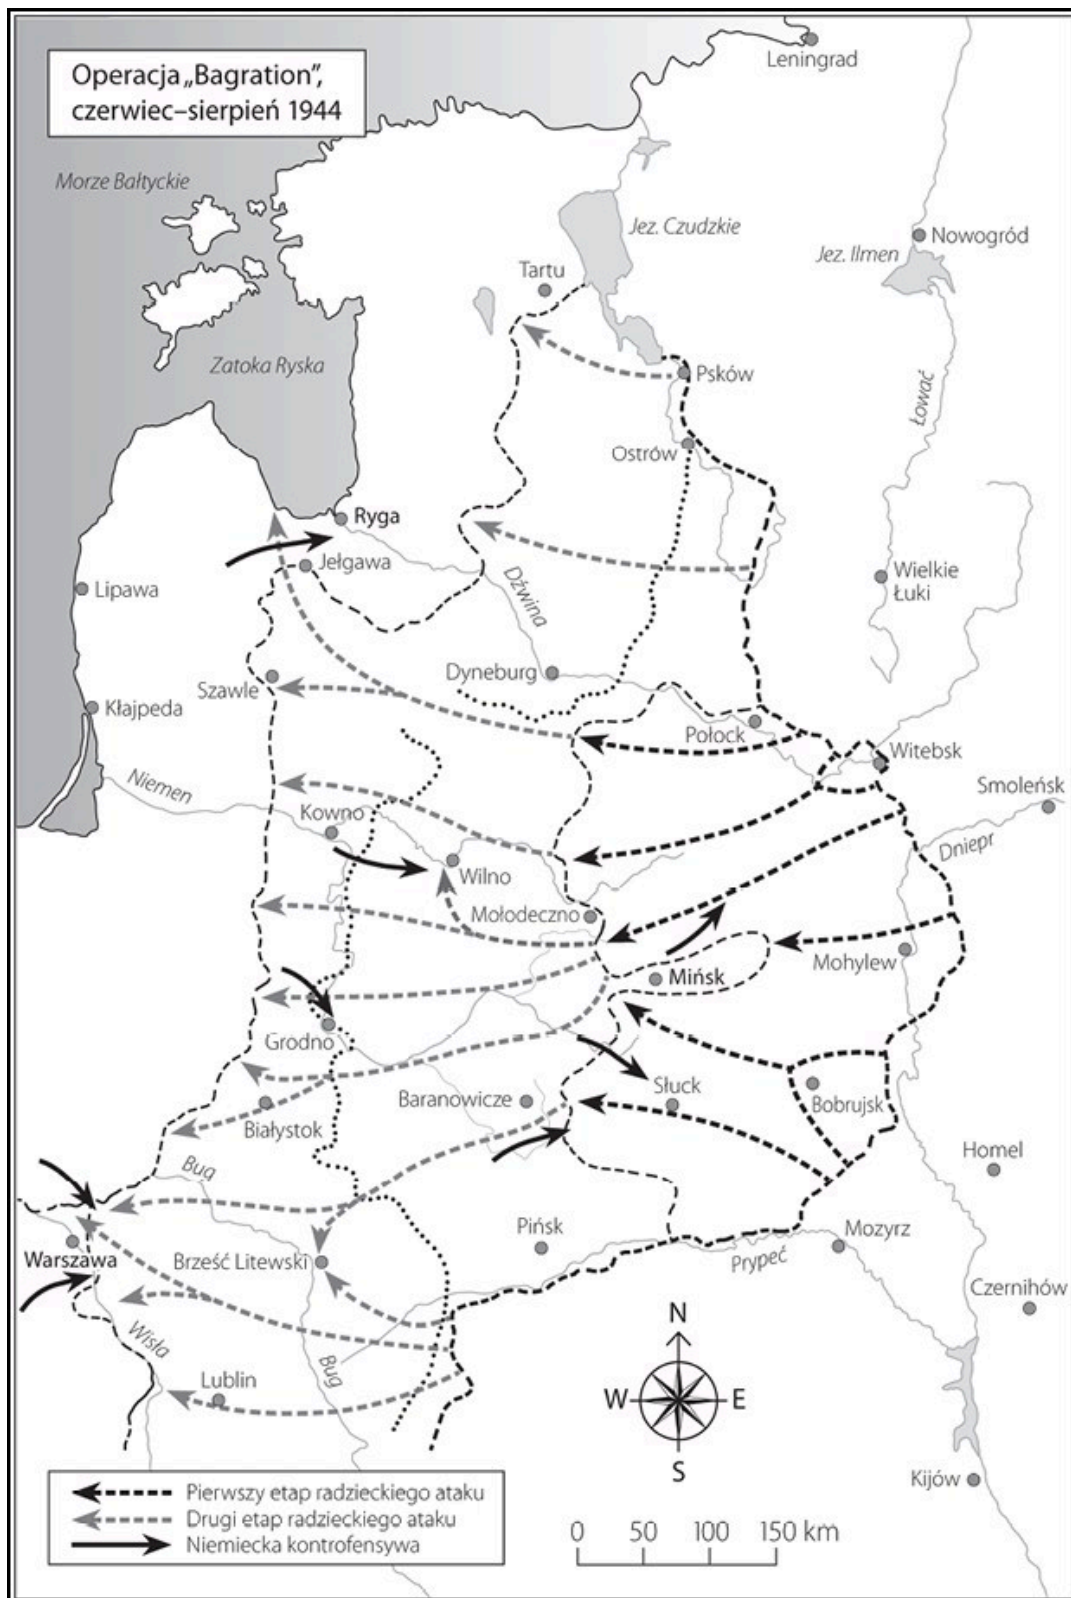 Operacja „Bagration”,
czerwiec–sierpień 1944
Leningrad
Morze Bałtyckie
Jez. Czudzkie
Nowogród
Jez. Ilmen
Tartu
Zatoka Ryska
Psków
Łować
Ostrów
Ryga
Jełgawa
Wielkie
Łuki
Lipawa
Dźwina
Dyneburg
Szawle
Kłajpeda
Połock
Witebsk
Smoleńsk
Niemen
Kowno
Dniepr
Wilno
Mołodeczno
Mohylew
Mińsk
Grodno
Baranowicze
Słuck
Bobrujsk
Białystok
Homel
Bug
Pińsk
Mozyrz
Warszawa
Brześć Litewski
Prypeć
Czernihów
Wisła
Bug
Lublin
N
W
E
S
Kijów
Pierwszy etap radzieckiego ataku
Drugi etap radzieckiego ataku
Niemiecka kontrofensywa
0 50 100 150 km